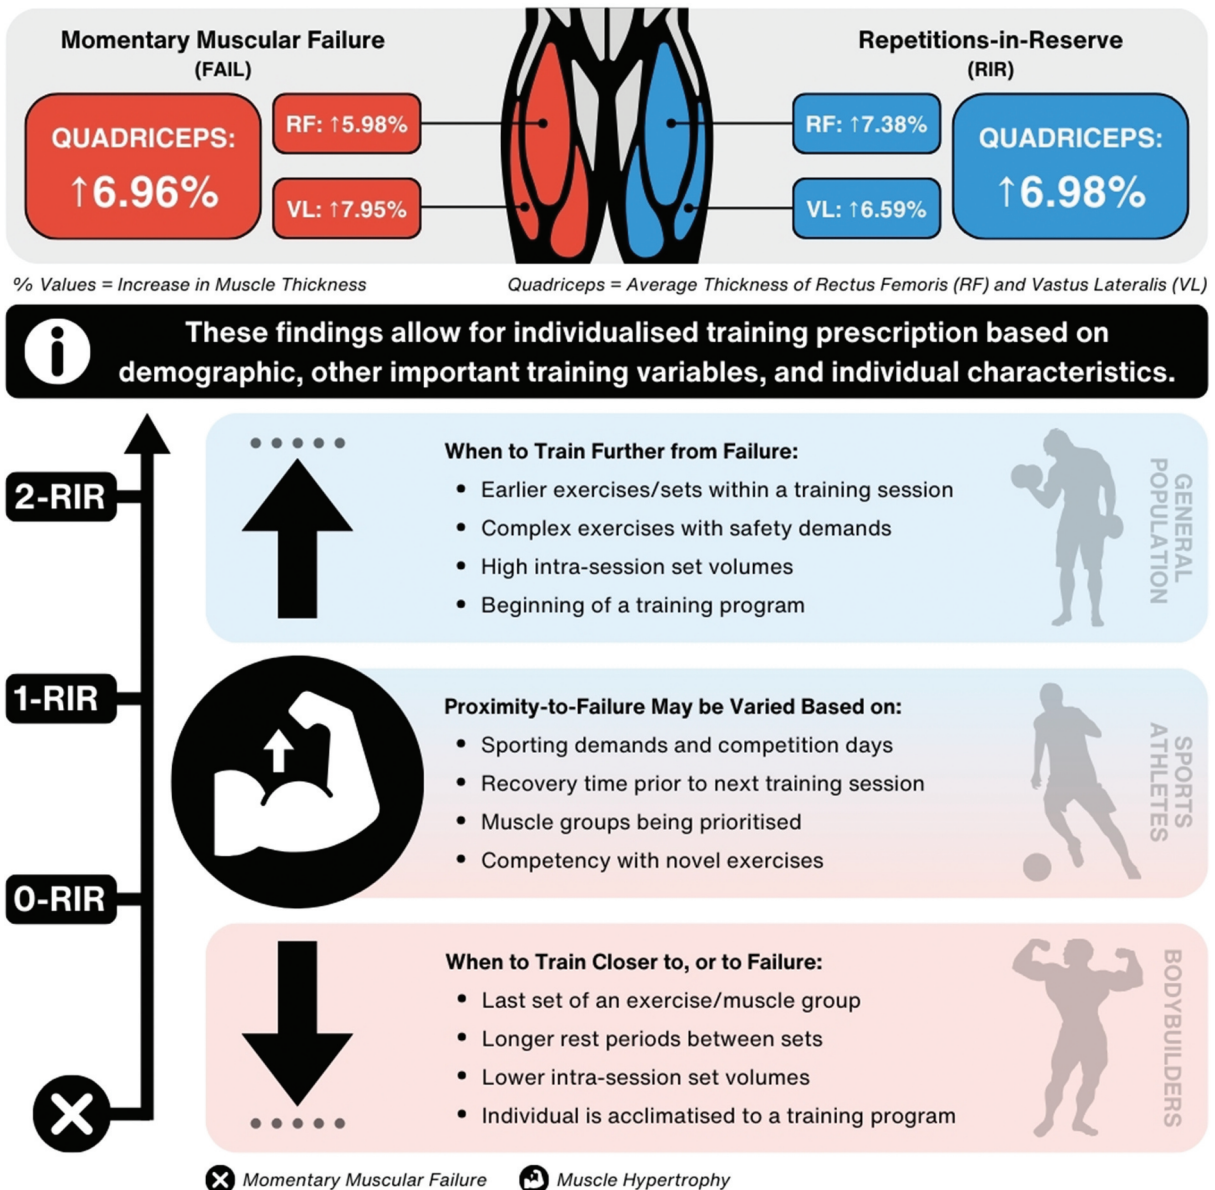 Momentary Muscular Failure
(FAIL)
QUADRICEPS:
↑6.96%
RF: ↑5.98%
VL: ↑7.95%
Repetitions-in-Reserve
(RIR)
RF: ↑7.38%
VL: ↑6.59%
QUADRICEPS:
↑6.98%
% Values = Increase in Muscle Thickness
Quadriceps = Average Thickness of Rectus Femoris (RF) and Vastus Lateralis (VL)
These findings allow for individualised training prescription based on
demographic, other important training variables, and individual characteristics.
2-RIR
1-RIR
0-RIR
When to Train Further from Failure:
• Earlier exercises/sets within a training session
• Complex exercises with safety demands
• High intra-session set volumes
• Beginning of a training program
GENERAL
POPULATION
Proximity-to-Failure May be Varied Based on:
• Sporting demands and competition days
• Recovery time prior to next training session
• Muscle groups being prioritised
• Competency with novel exercises
SPORTS
ATHLETES
When to Train Closer to, or to Failure:
• Last set of an exercise/muscle group
• Longer rest periods between sets
• Lower intra-session set volumes
• Individual is acclimatised to a training program
BODYBUILDERS
Momentary Muscular Failure
Muscle Hypertrophy